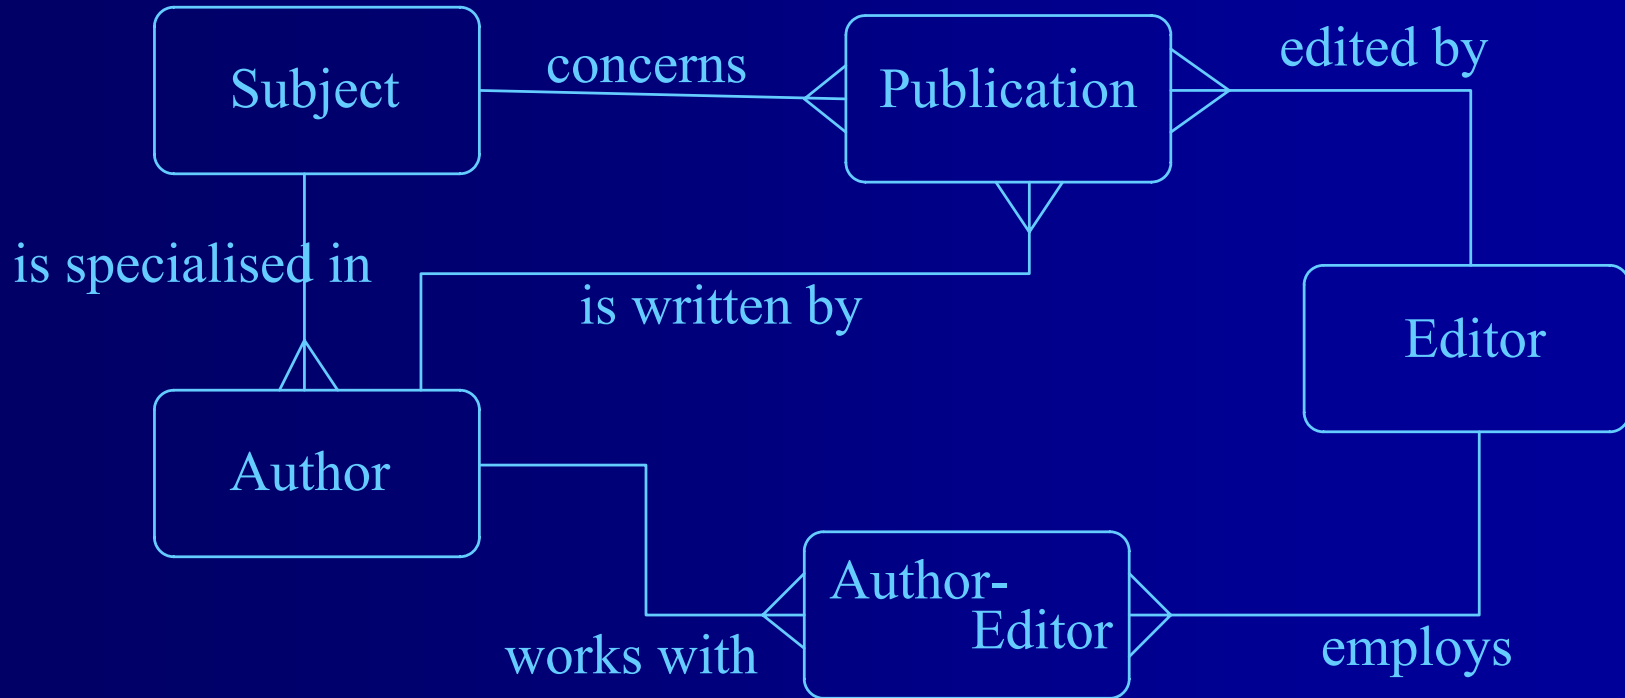 Subject
concerns
Publication
edited by
is specialised in
is written by
Editor
Author
Author-
Editor
works with
employs